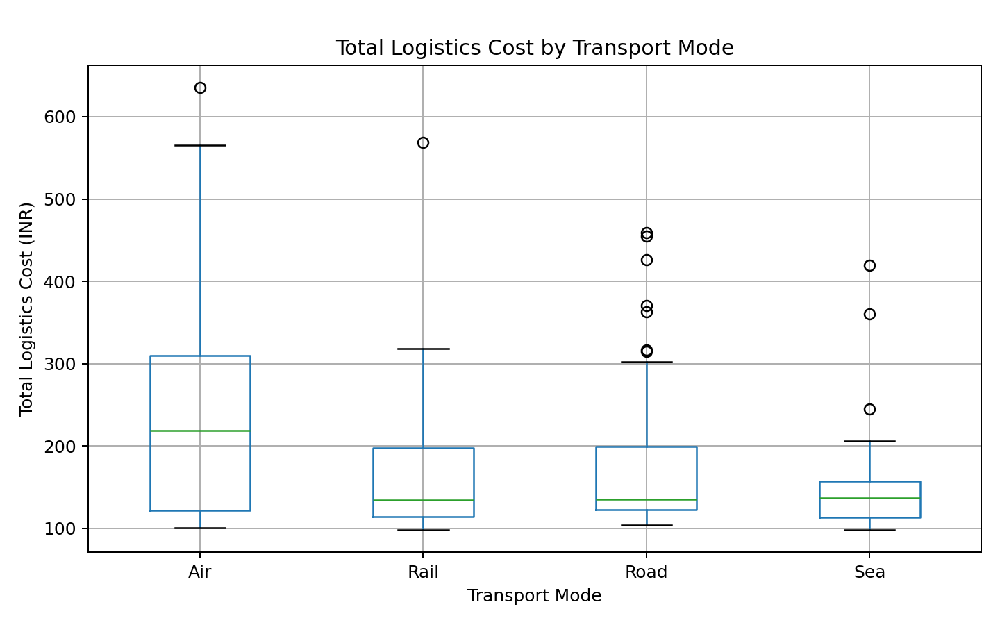 Total Logistics Cost by Transport Mode
Total Logistics Cost (INR)
600
500
400
300
200
100
Air Rail Road Sea
Transport Mode